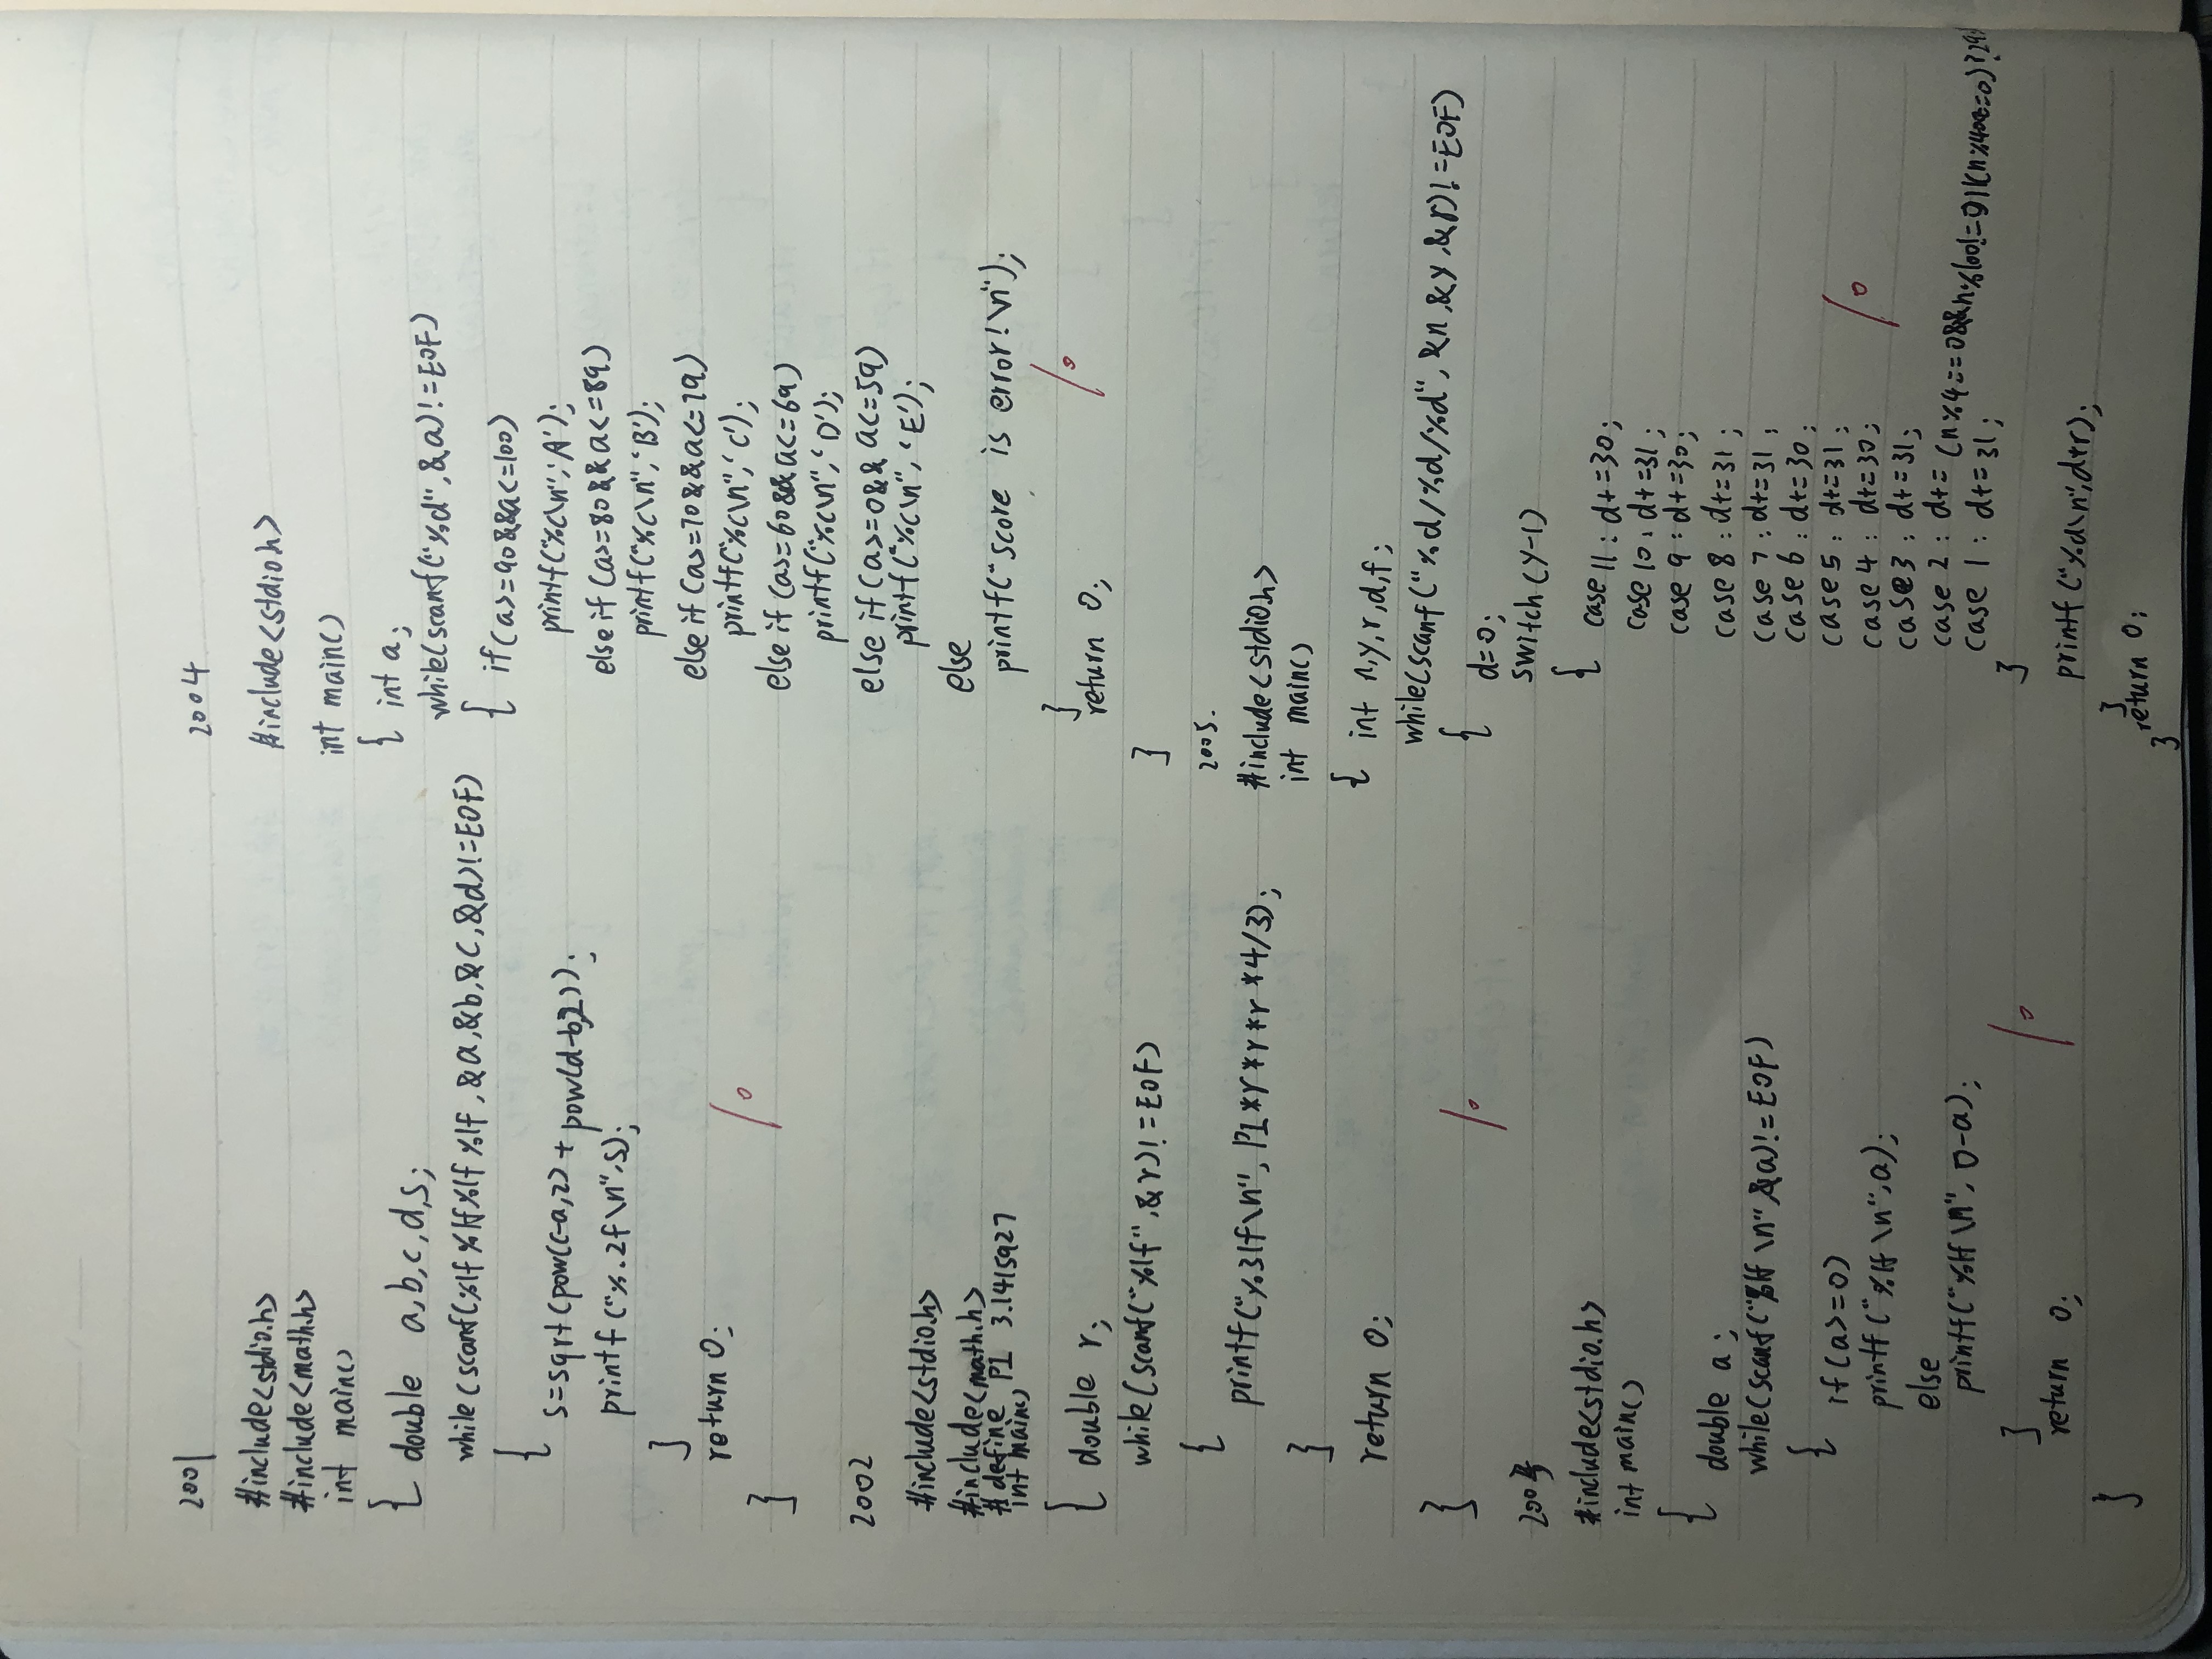 2001
#include<stdio.h>
#include<math.h>
int main()
{ double a,b,c,d,s;
while(scanf(%lf%lf%lf%lf,&a,&b,&c,&d)!=EOF)
{
s=sqrt(pow(c-a,2)+pow(d-b,2));
printf("%.2f\n",s);
}
return 0;
}
2002
#include<stdio.h>
#include<math.h>
#define PI 3.1415927
int main()
{ double r;
while(scanf("%lf",&r)!=EOF)
{
printf("%.3lf\n",PI*r*r*r*4/3);
}
return 0;
}
2003
#include<stdio.h>
int main()
{ double a;
while(scanf("%lf\n",&a)!=EOF)
{ if(a>=0)
printf("%.lf\n",a);
else
printf("%lf\n",0-a);
}
return 0;
}
2004
#include<stdio.h>
int main()
{ int a;
while(scanf("%d",&a)!=EOF)
{ if(a>=90&&a<=100)
printf("%c\n",'A');
else if(a>=80&&a<=89)
printf("%c\n",'B');
else if(a>=70&&a<=79)
printf("%c\n",'C');
else if(a>=60&&a<=69)
printf("%c\n",'D');
else if(a>=0&&a<=59)
printf("%c\n",'E');
else
printf("score is error!\n");
}
return 0;
}
2005.
#include<stdio.h>
int main()
{ int n,y,r,d,f;
while(scanf("%d/%d/%d",&n,&y,&r)!=EOF)
{ d=0;
switch(y-1)
{ case 11:d+=30;
case 10:d+=31;
case 9:d+=30;
case 8:d+=31;
case 7:d+=31;
case 6:d+=30;
case 5:d+=31;
case 4:d+=30;
case 3:d+=31;
case 2:d+=(n%4==0&&n%100!=0||(n%400==0)?29:
case 1:d+=31;
}
printf("%d\n",d+r);
}
return 0;
}